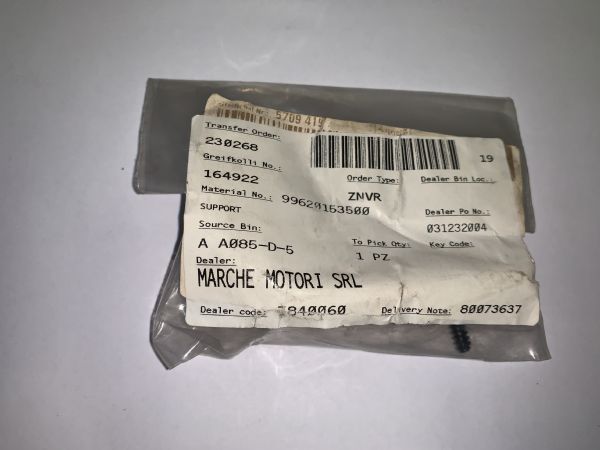 5709 419
Transfer Order:
230268
19
Greifkolli No.:
164922
Order Type:
Dealer Bin Loc.:
Material No.: 99620153500
ZNVR
SUPPORT
Dealer Po No.:
031232004
Source Bin:
A A085-D-5
To Pick Qty:
Key Code:
1 PZ
Dealer:
MARCHE MOTORI SRL
Dealer code: 840060
Delivery Note: 80073637